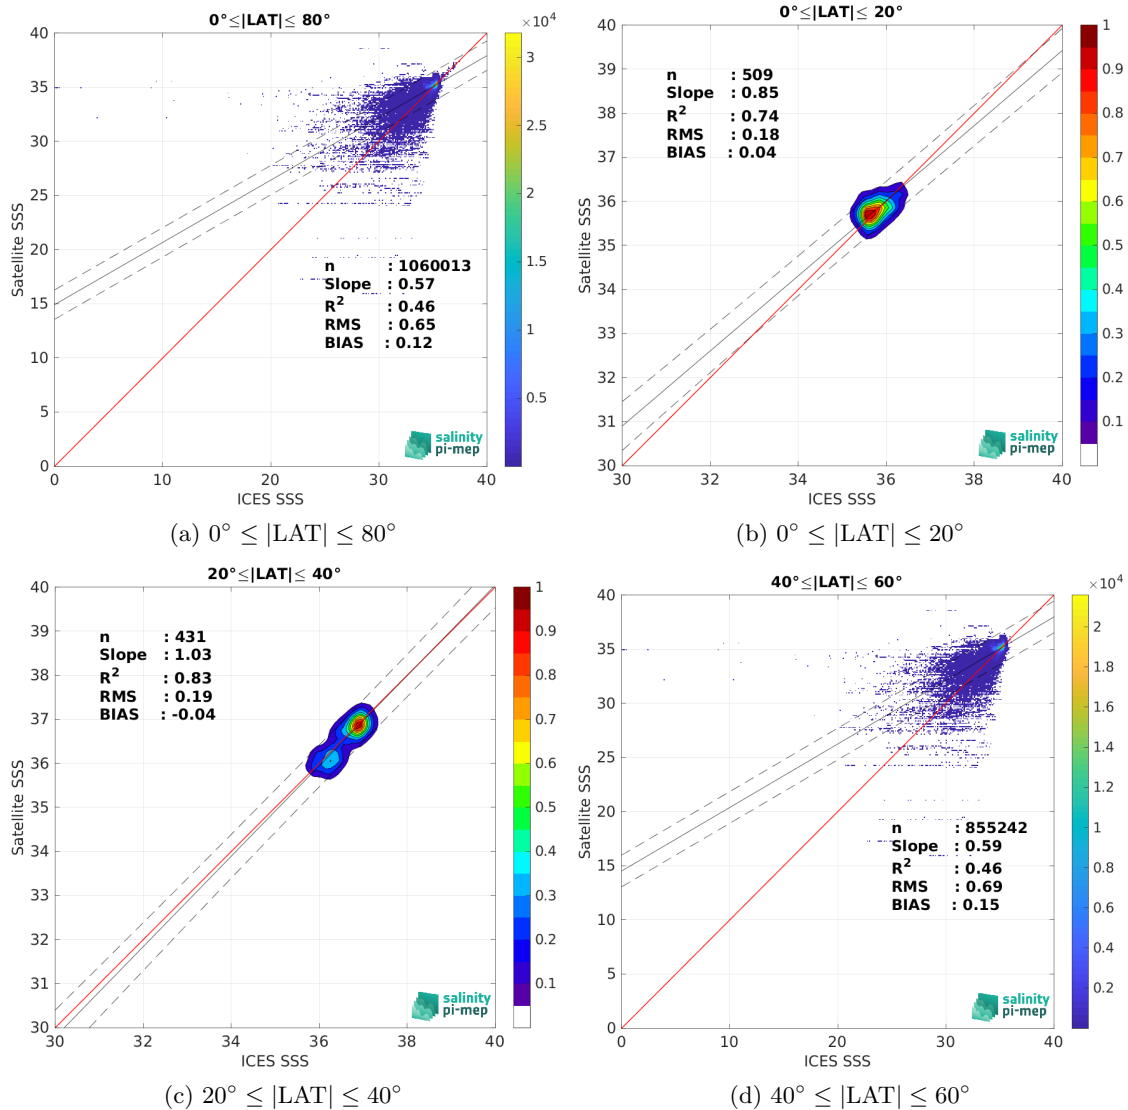 0°≤|LAT|≤ 80°
×10⁴
40
35
30
25
20
15
10
5
0
Satellite SSS
n : 1060013
Slope : 0.57
R² : 0.46
RMS : 0.65
BIAS : 0.12
salinity
pi-mep
0 10 20 30 40
ICES SSS
3
2.5
2
1.5
1
0.5
(a) 0° ≤ |LAT| ≤ 80°
0°≤|LAT|≤ 20°
40
39
38
37
36
35
34
33
32
31
30
Satellite SSS
n : 509
Slope : 0.85
R² : 0.74
RMS : 0.18
BIAS : 0.04
salinity
pi-mep
30 32 34 36 38 40
ICES SSS
1
0.9
0.8
0.7
0.6
0.5
0.4
0.3
0.2
0.1
(b) 0° ≤ |LAT| ≤ 20°
20°≤|LAT|≤ 40°
40
39
38
37
36
35
34
33
32
31
30
Satellite SSS
n : 431
Slope : 1.03
R² : 0.83
RMS : 0.19
BIAS : -0.04
salinity
pi-mep
30 32 34 36 38 40
ICES SSS
1
0.9
0.8
0.7
0.6
0.5
0.4
0.3
0.2
0.1
(c) 20° ≤ |LAT| ≤ 40°
40°≤|LAT|≤ 60°
×10⁴
40
35
30
25
20
15
10
5
0
Satellite SSS
n : 855242
Slope : 0.59
R² : 0.46
RMS : 0.69
BIAS : 0.15
salinity
pi-mep
0 10 20 30 40
ICES SSS
2
1.8
1.6
1.4
1.2
1
0.8
0.6
0.4
0.2
(d) 40° ≤ |LAT| ≤ 60°